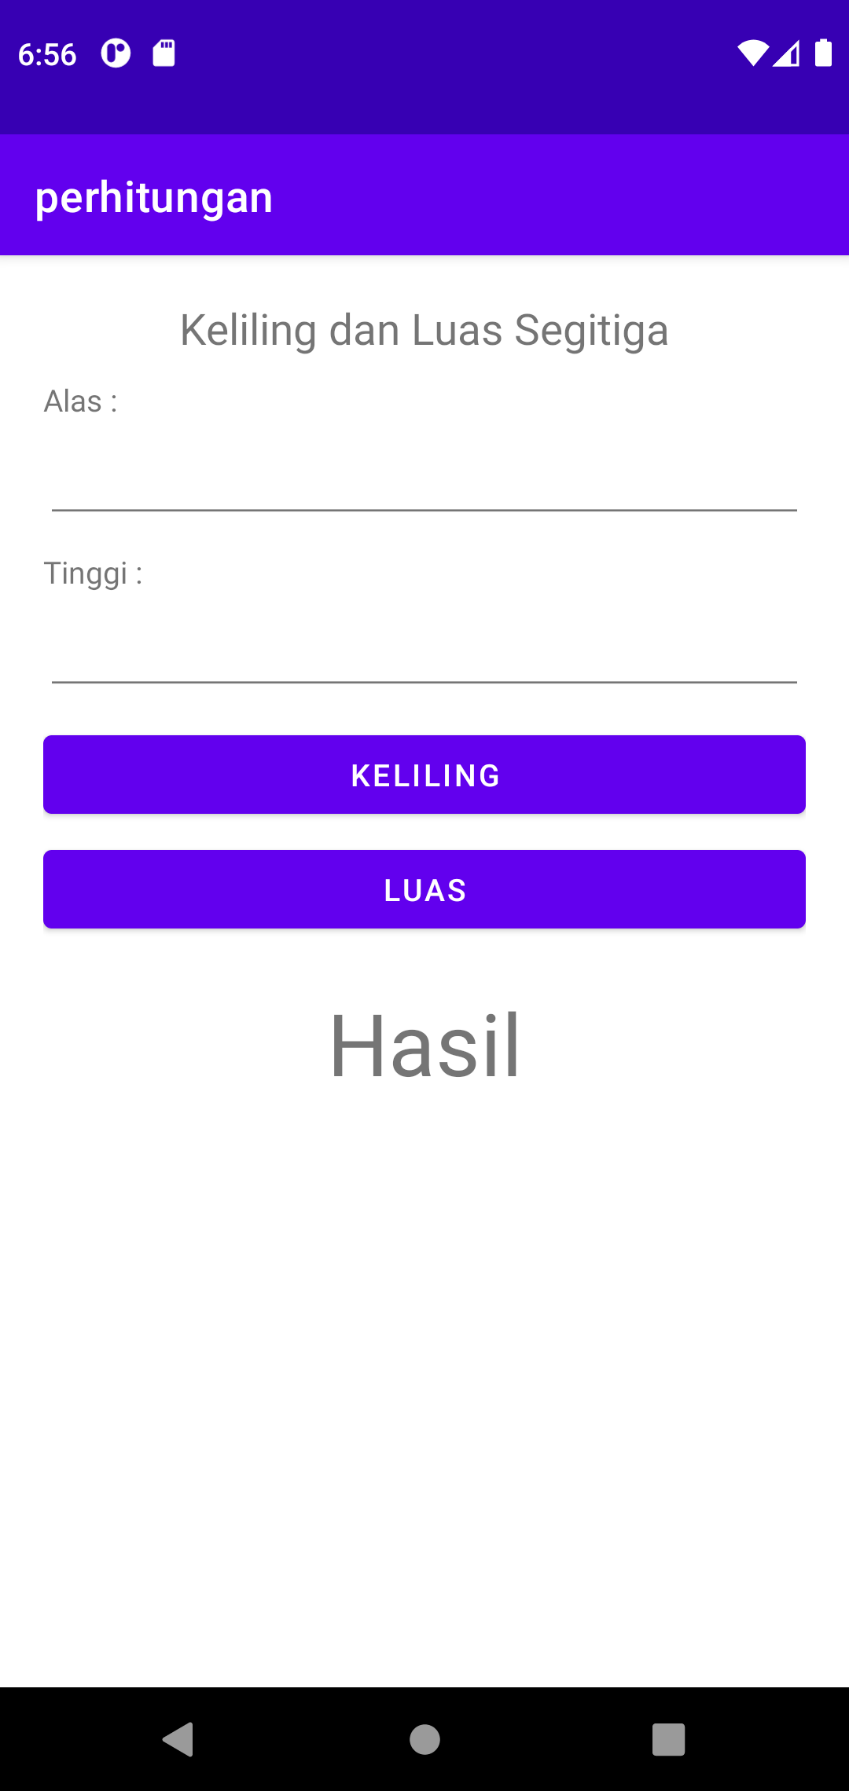 6:56
perhitungan
Keliling dan Luas Segitiga
Alas :
Tinggi :
KELILING
LUAS
Hasil